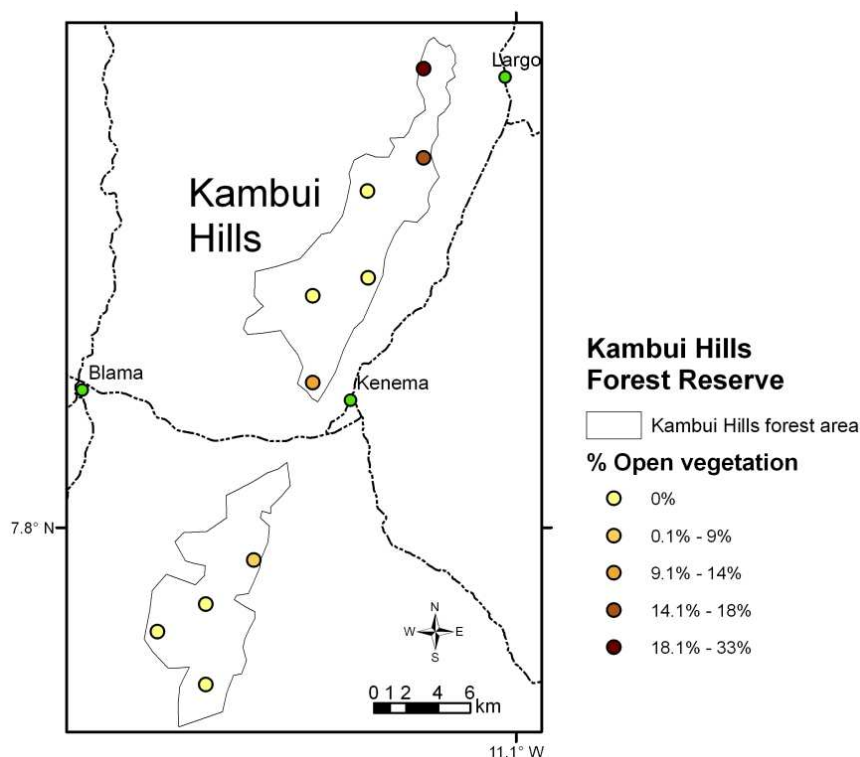 Largo
Kambui
Hills
Blama
Kenema
7.8° N
N
W E
S
0 1 2 4 6
km
11.1° W
Kambui Hills
Forest Reserve
Kambui Hills forest area
% Open vegetation
0%
0.1% - 9%
9.1% - 14%
14.1% - 18%
18.1% - 33%